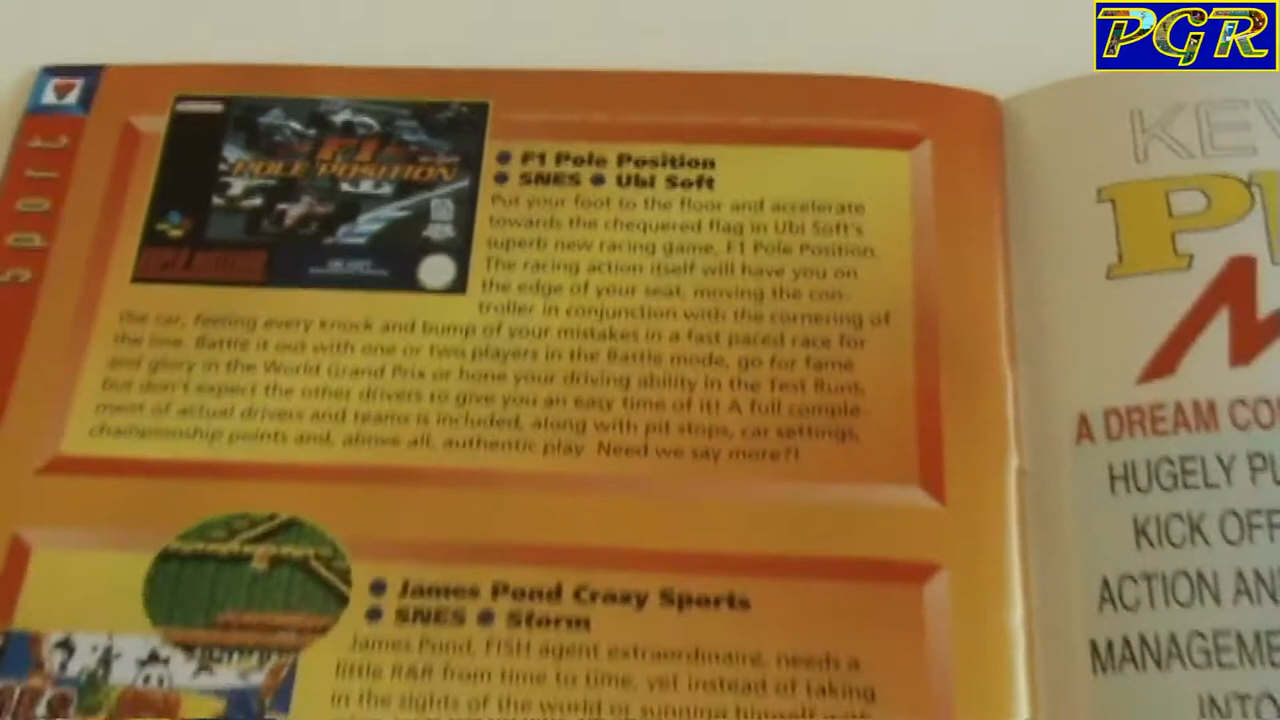 PGR
sport
F1
POLE POSITION
F1 Pole Position
SNES ● Ubi Soft
Put your foot to the floor and accelerate
towards the chequered flag in Ubi Soft's
superb new racing game, F1 Pole Position.
The racing action itself will have you on
the edge of your seat, moving the con-
troller in conjunction with the cornering of
the car, feeling every knock and bump of your mistakes in a fast paced race for
the line. Battle it out with one or two players in the Battle mode, go for fame
and glory in the World Grand Prix or hone your driving ability in the Test Runs,
but don't expect the other drivers to give you an easy time of it! A full comple-
ment of actual drivers and teams is included, along with pit stops, car settings,
championship points and, above all, authentic play. Need we say more?!
James Pond Crazy Sports
SNES ● Storm
James Pond, FISH agent extraordinaire, needs a
little R&R from time to time, yet instead of taking
in the sights of the world or sunning himself
KEV
A DREAM CO
HUGELY PL
KICK OFF
ACTION AN
MANAGEME
INTO